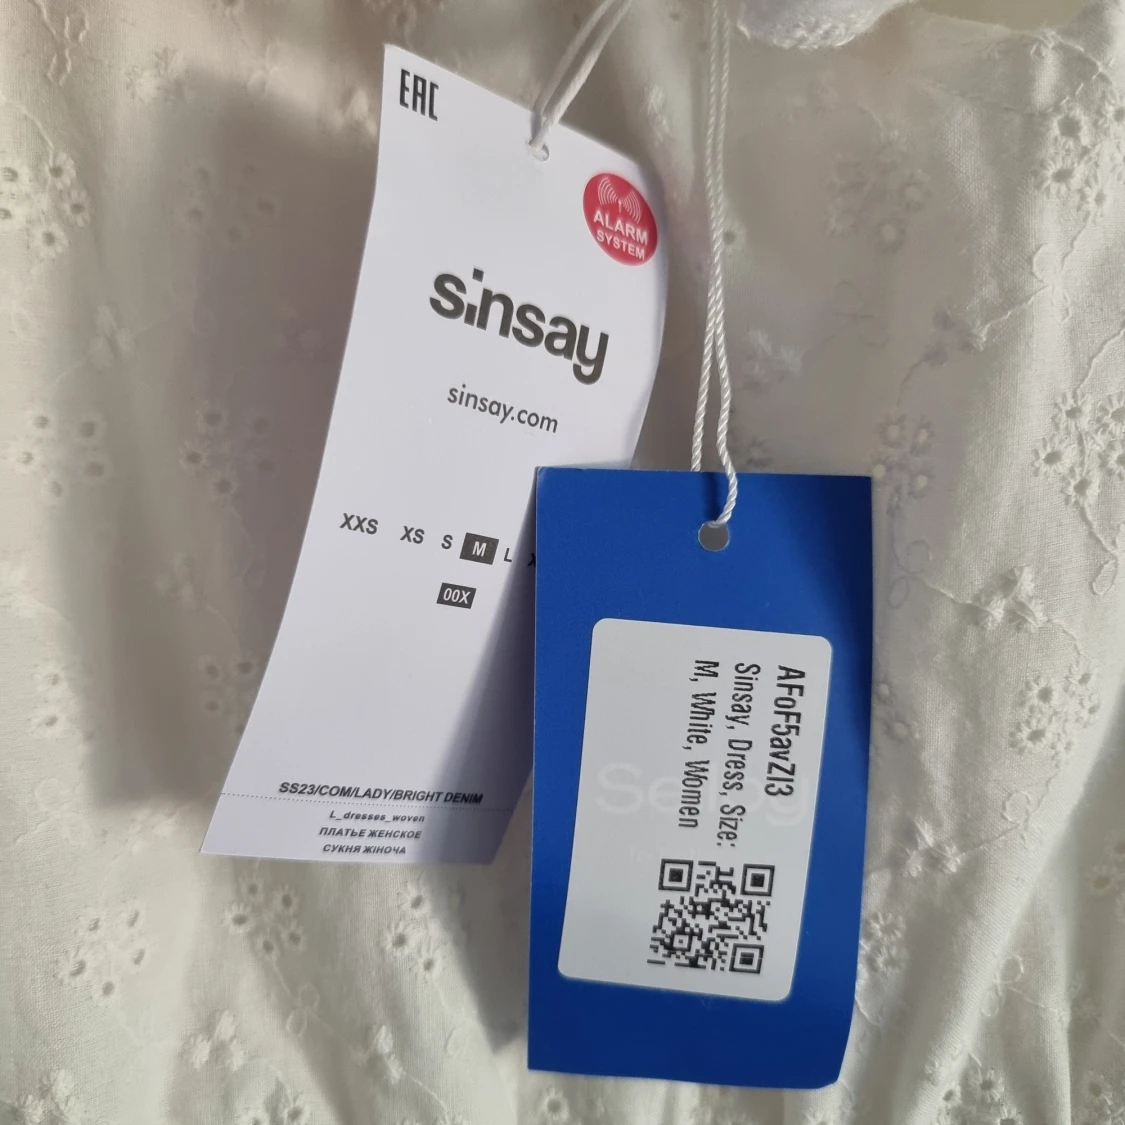 EAC
ALARM
SYSTEM
sinsay
sinsay.com
XXS XS S M L
00X
SS23/COM/LADY/BRIGHT DENIM
L_dresses_woven
ПЛАТЬЕ ЖЕНСКОЕ
СУКНЯ ЖІНОЧА
AFoF5avZI3
Sinsay, Dress, Size:
M, White, Women